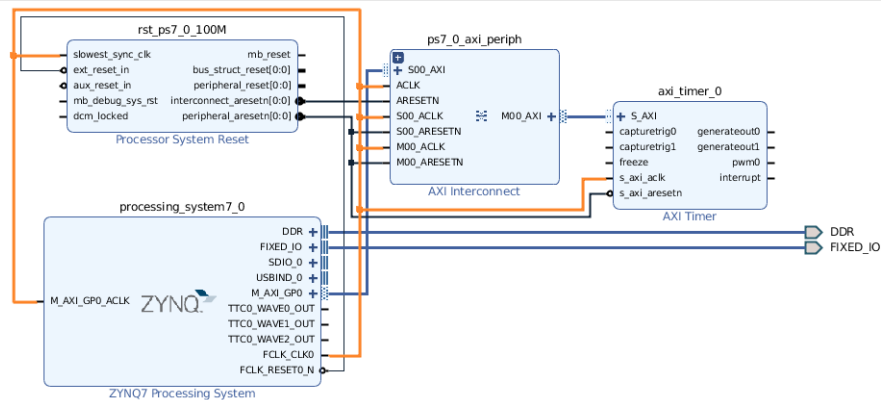 rst_ps7_0_100M
slowest_sync_clk
ext_reset_in
aux_reset_in
mb_debug_sys_rst
dcm_locked
mb_reset
bus_struct_reset[0:0]
peripheral_reset[0:0]
interconnect_aresetn[0:0]
peripheral_aresetn[0:0]
Processor System Reset
ps7_0_axi_periph
S00_AXI
ACLK
ARESETN
S00_ACLK
S00_ARESETN
M00_ACLK
M00_ARESETN
M00_AXI
AXI Interconnect
axi_timer_0
S_AXI
capturetrig0
capturetrig1
freeze
s_axi_aclk
s_axi_aresetn
generateout0
generateout1
pwm0
interrupt
AXI Timer
processing_system7_0
M_AXI_GP0_ACLK
ZYNQ
DDR
FIXED_IO
SDIO_0
USBIND_0
M_AXI_GP0
TTC0_WAVE0_OUT
TTC0_WAVE1_OUT
TTC0_WAVE2_OUT
FCLK_CLK0
FCLK_RESET0_N
ZYNQ7 Processing System
DDR
FIXED_IO